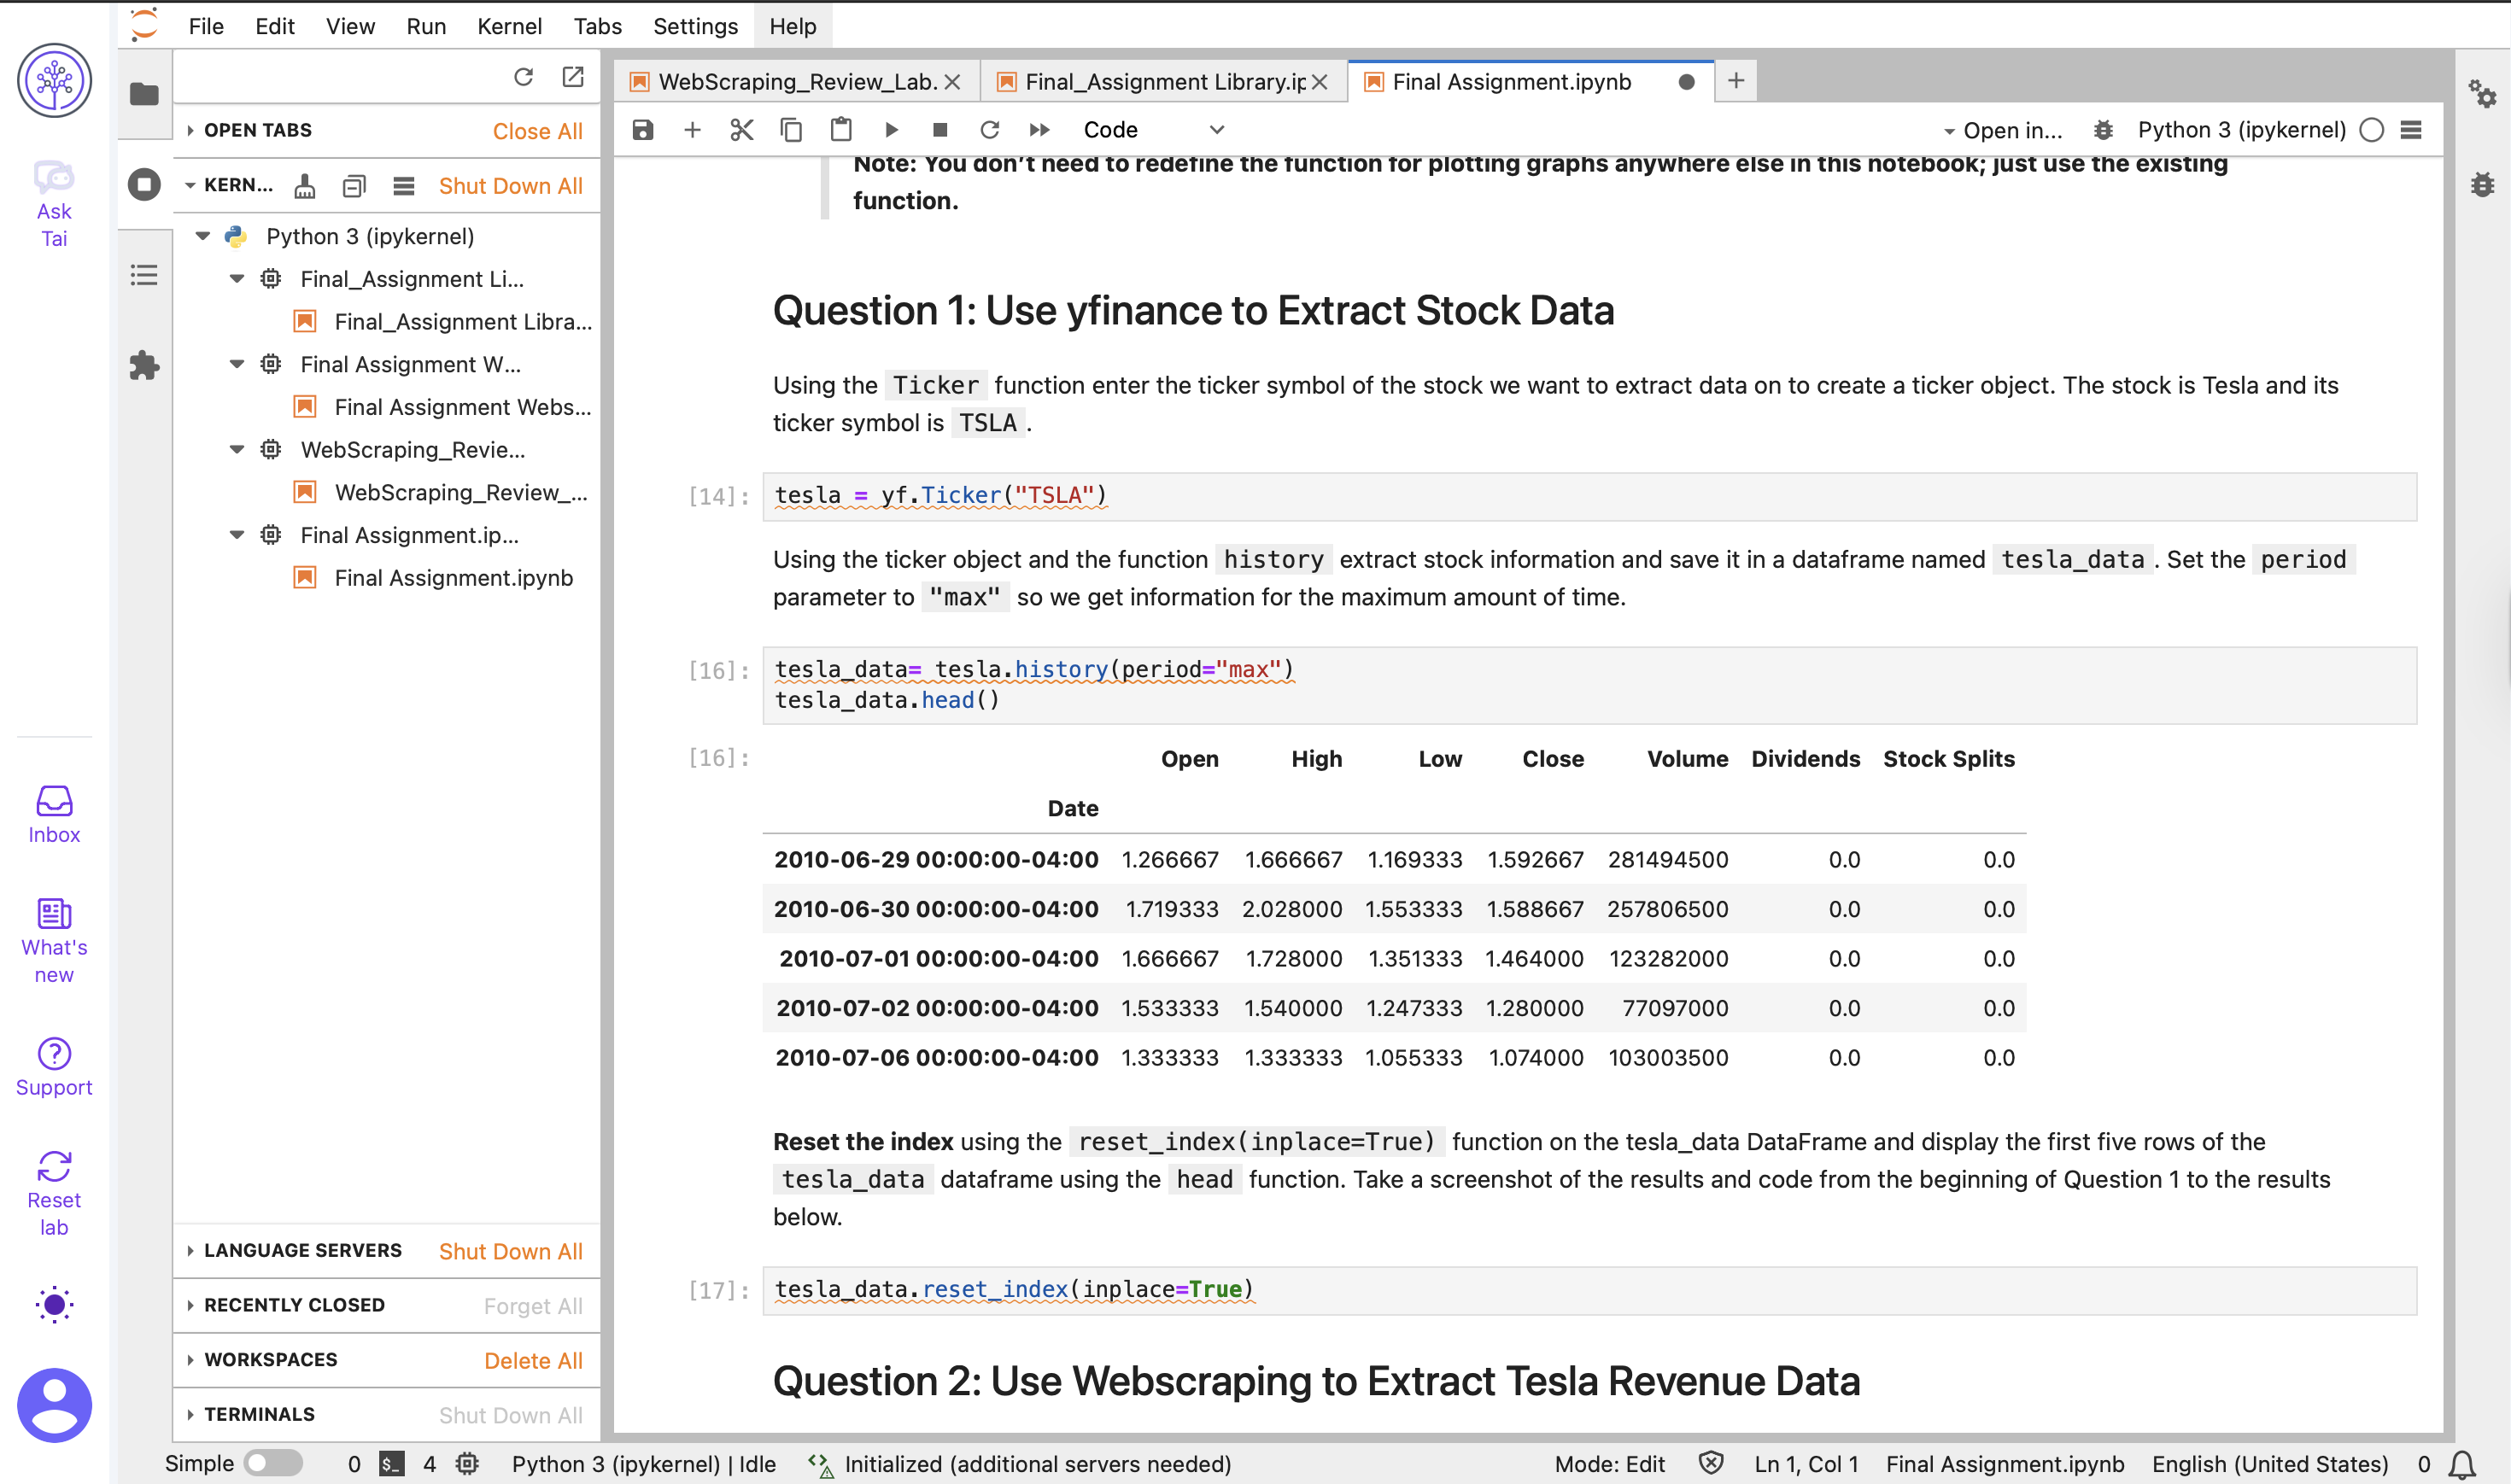 File Edit View Run Kernel Tabs Settings Help
Ask
Tai
OPEN TABS Close All
KERN... Shut Down All
Python 3 (ipykernel)
Final_Assignment Li...
Final_Assignment Libra...
Final Assignment W...
Final Assignment Webs...
WebScraping_Revie...
WebScraping_Review_...
Final Assignment.ip...
Final Assignment.ipynb
LANGUAGE SERVERS Shut Down All
RECENTLY CLOSED Forget All
WORKSPACES Delete All
TERMINALS Shut Down All
Inbox
What's
new
Support
Reset
lab
WebScraping_Review_Lab. Final_Assignment Library.ip Final Assignment.ipynb
Code Open in... Python 3 (ipykernel)
Note: You don't need to redefine the function for plotting graphs anywhere else in this notebook; just use the existing
function.
Question 1: Use yfinance to Extract Stock Data
Using the Ticker function enter the ticker symbol of the stock we want to extract data on to create a ticker object. The stock is Tesla and its
ticker symbol is TSLA .
[14]: tesla = yf.Ticker("TSLA")
Using the ticker object and the function history extract stock information and save it in a dataframe named tesla_data . Set the period
parameter to "max" so we get information for the maximum amount of time.
[16]: tesla_data= tesla.history(period="max")
tesla_data.head()
[16]: Open High Low Close Volume Dividends Stock Splits
Date
2010-06-29 00:00:00-04:00 1.266667 1.666667 1.169333 1.592667 281494500 0.0 0.0
2010-06-30 00:00:00-04:00 1.719333 2.028000 1.553333 1.588667 257806500 0.0 0.0
2010-07-01 00:00:00-04:00 1.666667 1.728000 1.351333 1.464000 123282000 0.0 0.0
2010-07-02 00:00:00-04:00 1.533333 1.540000 1.247333 1.280000 77097000 0.0 0.0
2010-07-06 00:00:00-04:00 1.333333 1.333333 1.055333 1.074000 103003500 0.0 0.0
Reset the index using the reset_index(inplace=True) function on the tesla_data DataFrame and display the first five rows of the
tesla_data dataframe using the head function. Take a screenshot of the results and code from the beginning of Question 1 to the results
below.
[17]: tesla_data.reset_index(inplace=True)
Question 2: Use Webscraping to Extract Tesla Revenue Data
Simple 0 $_ 4 Python 3 (ipykernel) | Idle Initialized (additional servers needed) Mode: Edit Ln 1, Col 1 Final Assignment.ipynb English (United States) 0